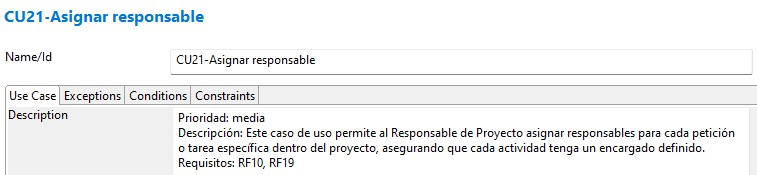 CU21-Asignar responsable
Name/Id
CU21-Asignar responsable
Use Case Exceptions Conditions Constraints
Description
Prioridad: media
Descripción: Este caso de uso permite al Responsable de Proyecto asignar responsables para cada petición
o tarea específica dentro del proyecto, asegurando que cada actividad tenga un encargado definido.
Requisitos: RF10, RF19